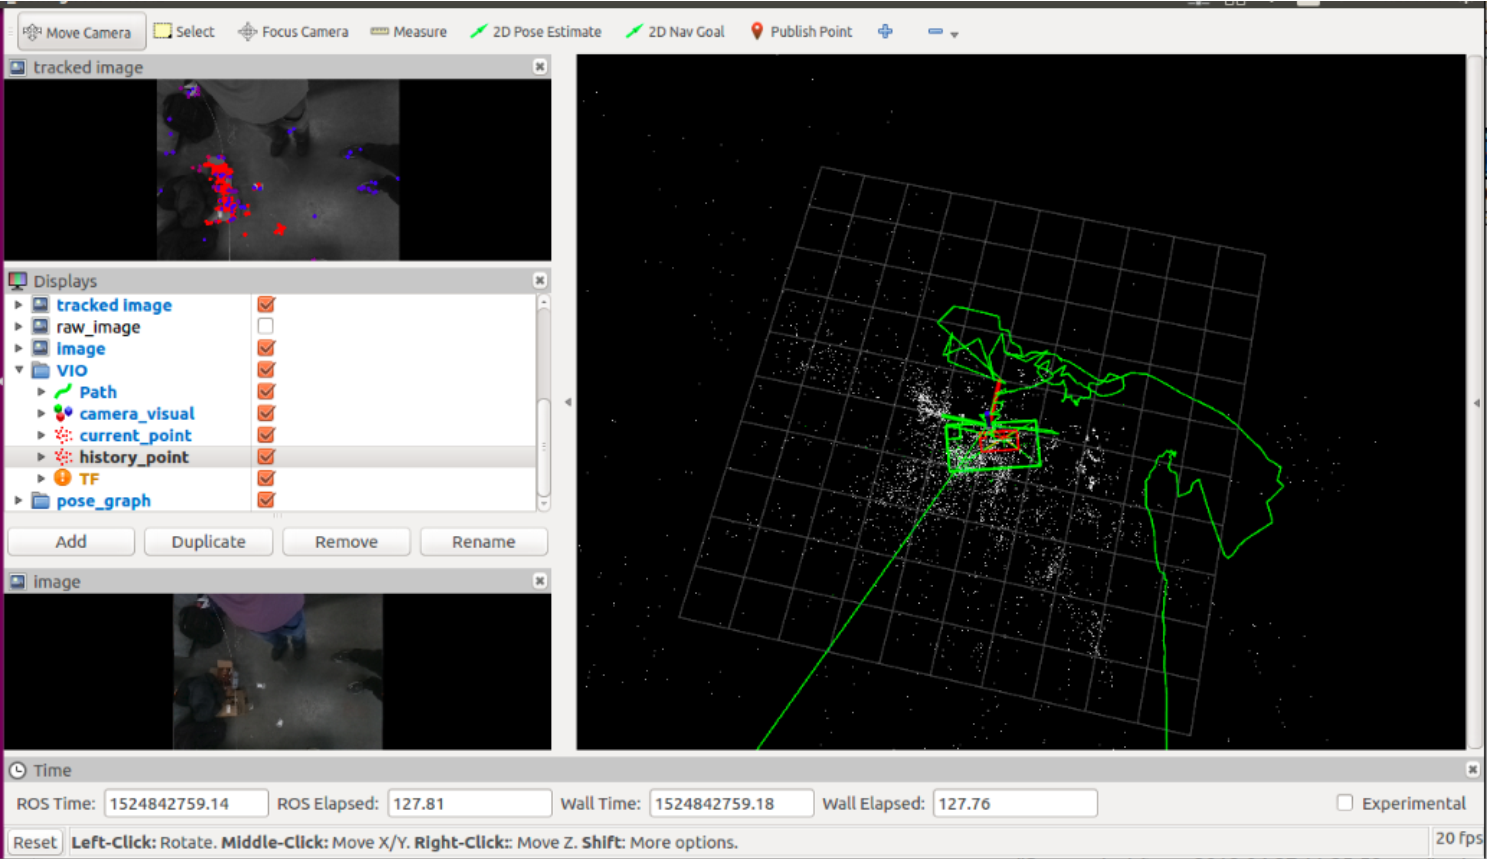 Move Camera Select Focus Camera Measure 2D Pose Estimate 2D Nav Goal Publish Point
tracked image
Displays
tracked image
raw_image
image
VIO
Path
camera_visual
current_point
history_point
TF
pose_graph
Add Duplicate Remove Rename
image
Time
ROS Time: 1524842759.14 ROS Elapsed: 127.81 Wall Time: 1524842759.18 Wall Elapsed: 127.76 Experimental
Reset Left-Click: Rotate. Middle-Click: Move X/Y. Right-Click:: Move Z. Shift: More options. 20 fps